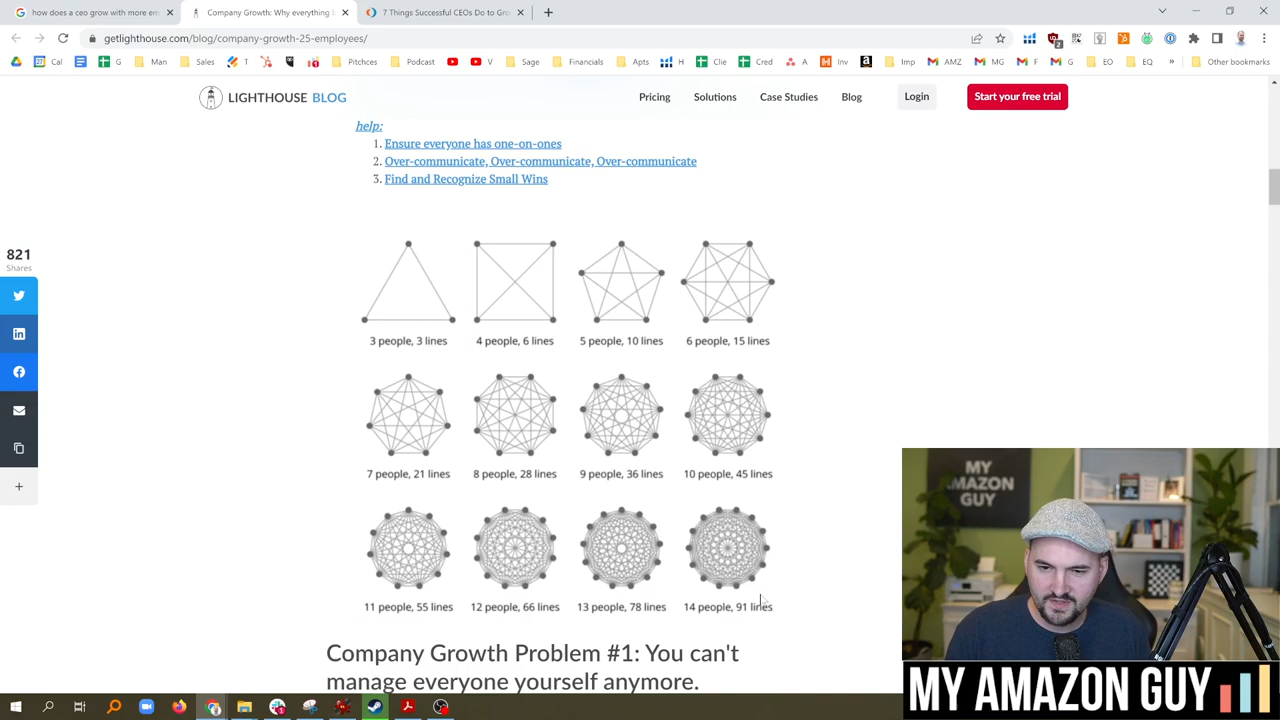 how does a ceo grow with more em
Company Growth: Why everything
7 Things Successful CEOs Do to Gro
getlighthouse.com/blog/company-growth-25-employees/
2
Cal
G
Man
Sales
T
Pitchces
Podcast
V
Sage
Financials
Apts
H
Clie
Cred
A
Inv
Imp
AMZ
MG
F
G
EO
EQ
»
Other bookmarks
LIGHTHOUSE BLOG
Pricing
Solutions
Case Studies
Blog
Login
Start your free trial
help:
1. Ensure everyone has one-on-ones
2. Over-communicate, Over-communicate, Over-communicate
3. Find and Recognize Small Wins
821
Shares
3 people, 3 lines
4 people, 6 lines
5 people, 10 lines
6 people, 15 lines
7 people, 21 lines
8 people, 28 lines
9 people, 36 lines
10 people, 45 lines
11 people, 55 lines
12 people, 66 lines
13 people, 78 lines
14 people, 91 lines
Company Growth Problem #1: You can't
manage everyone yourself anymore.
MY
AMAZON
GUY
MY AMAZON GUY